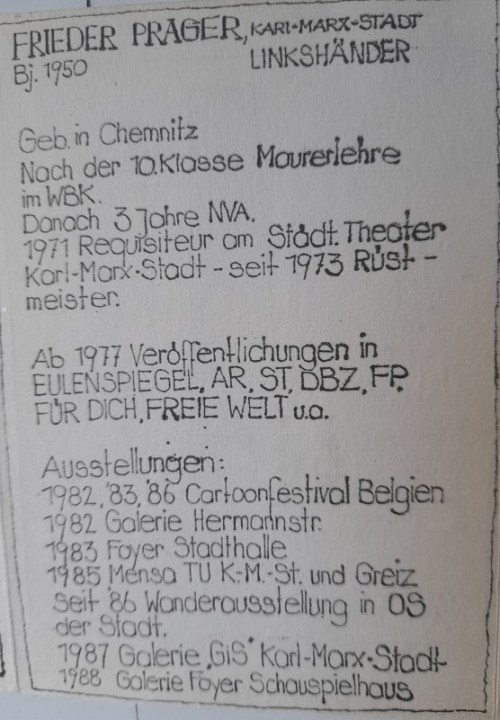 FRIEDER PRAGER, KARL-MARX-STADT
Bj. 1950 LINKSHÄNDER
Geb. in Chemnitz
Nach der 10. Klasse Maurerlehre
im WBK.
Danach 3 Jahre NVA.
1971 Requisiteur am Städt. Theater
Karl-Marx-Stadt - seit 1973 Rüst-
meister.
Ab 1977 Veröffentlichungen in
EULENSPIEGEL, AR, ST, DBZ, FP,
FÜR DICH, FREIE WELT u.a.
Ausstellungen:
1982, '83, '86 Cartoonfestival Belgien
1982 Galerie Hermannstr.
1983 Foyer Stadthalle
1985 Mensa TU K.-M.-St. und Greiz
Seit '86 Wanderausstellung in OS
der Stadt.
1987 Galerie „GiS" Karl-Marx-Stadt
1988 Galerie Foyer Schauspielhaus